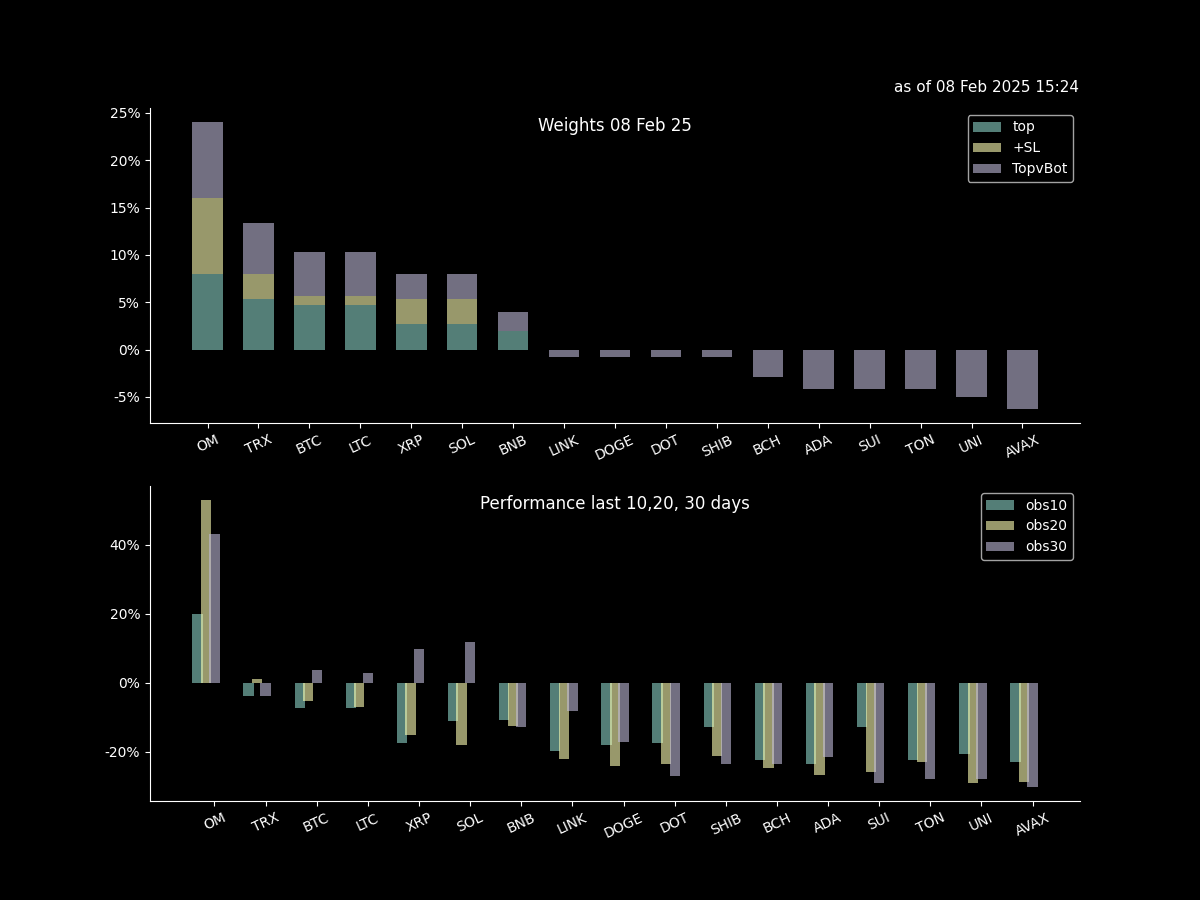 as of 08 Feb 2025 15:24
Weights 08 Feb 25
top
+SL
TopvBot
25%
20%
15%
10%
5%
0%
-5%
OM TRX BTC LTC XRP SOL BNB LINK DOGE DOT SHIB BCH ADA SUI TON UNI AVAX
Performance last 10,20, 30 days
obs10
obs20
obs30
40%
20%
0%
-20%
OM TRX BTC LTC XRP SOL BNB LINK DOGE DOT SHIB BCH ADA SUI TON UNI AVAX